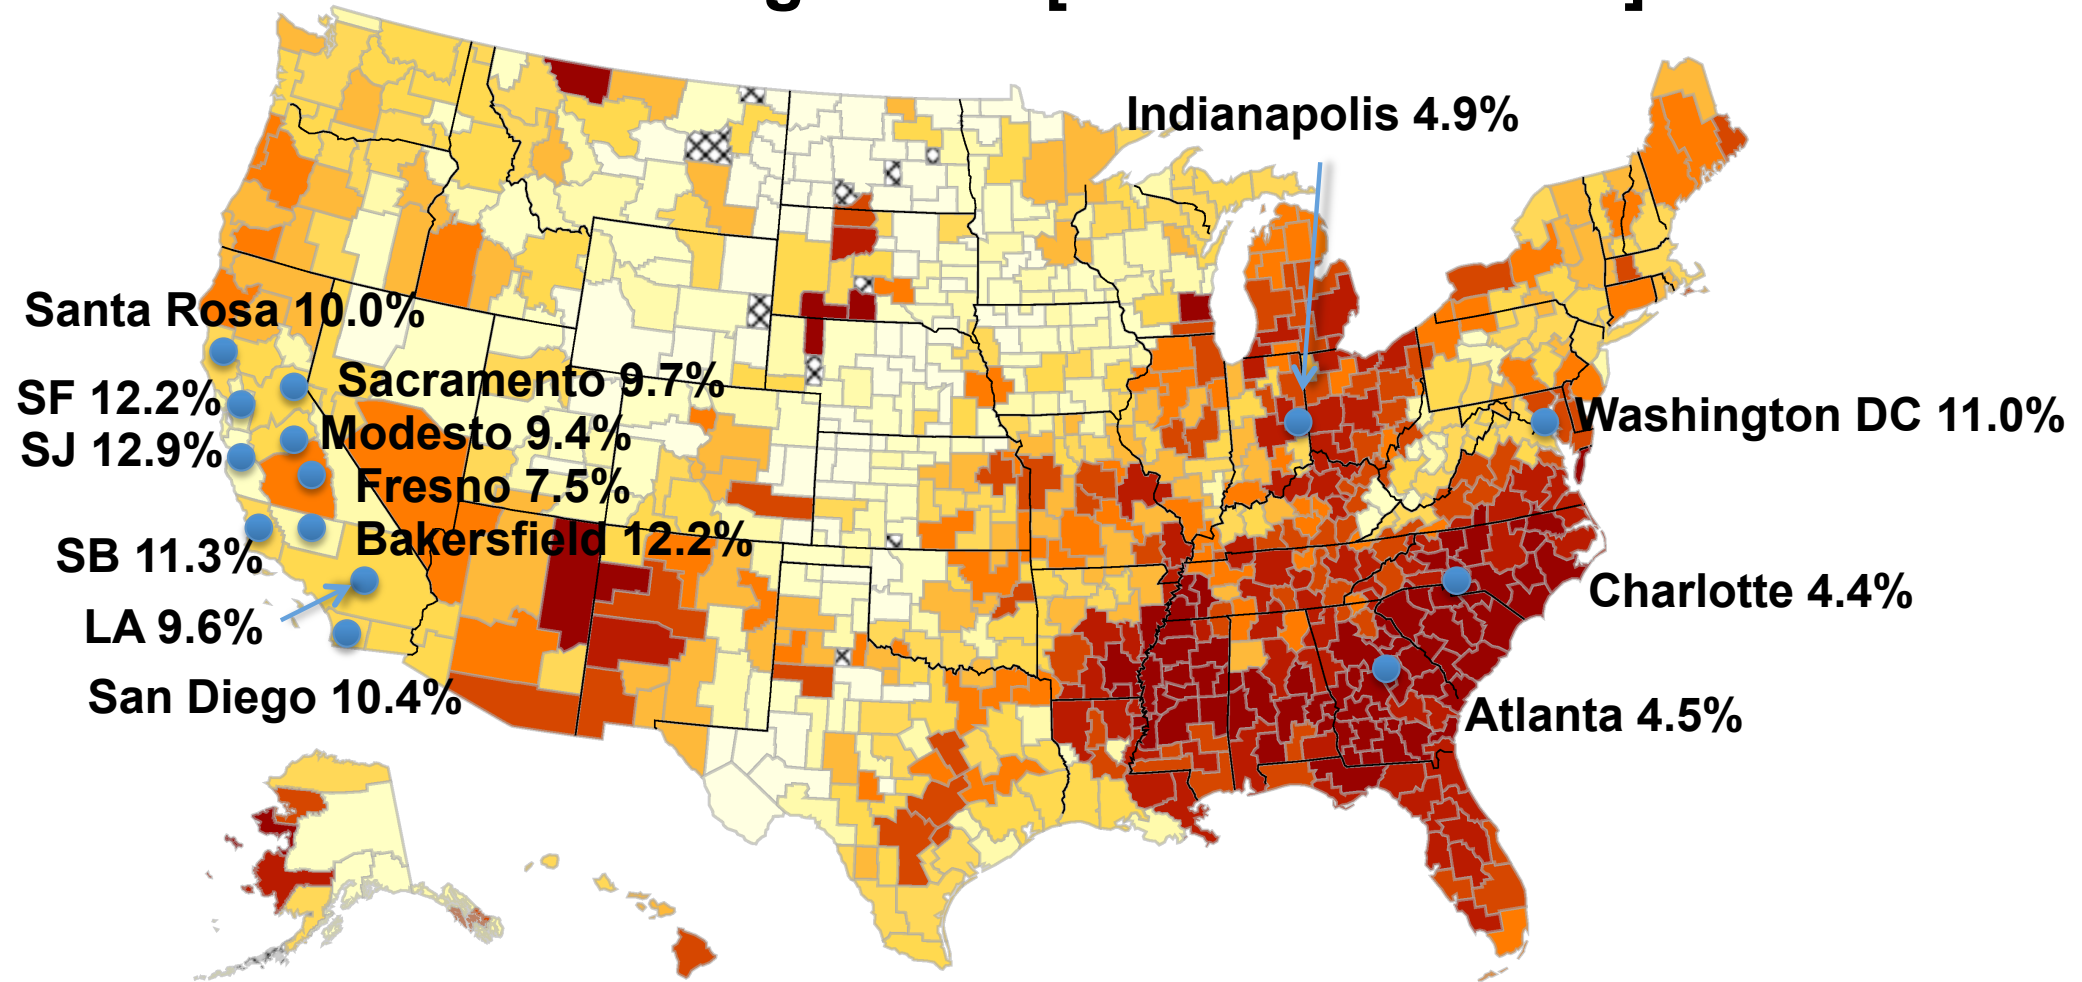 Indianapolis 4.9%
Santa Rosa 10.0%
Sacramento 9.7%
SF 12.2%
Modesto 9.4%
Washington DC 11.0%
SJ 12.9%
Fresno 7.5%
Bakersfield 12.2%
SB 11.3%
Charlotte 4.4%
LA 9.6%
San Diego 10.4%
Atlanta 4.5%